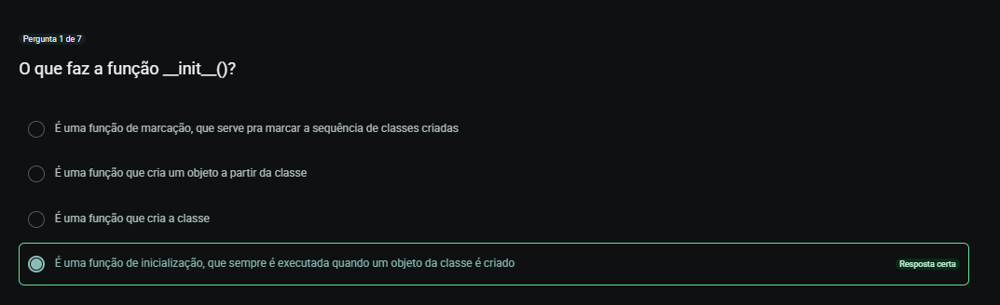 Pergunta 1 de 7
O que faz a função __init__()?
É uma função de marcação, que serve pra marcar a sequência de classes criadas
É uma função que cria um objeto a partir da classe
É uma função que cria a classe
É uma função de inicialização, que sempre é executada quando um objeto da classe é criado
Resposta certa